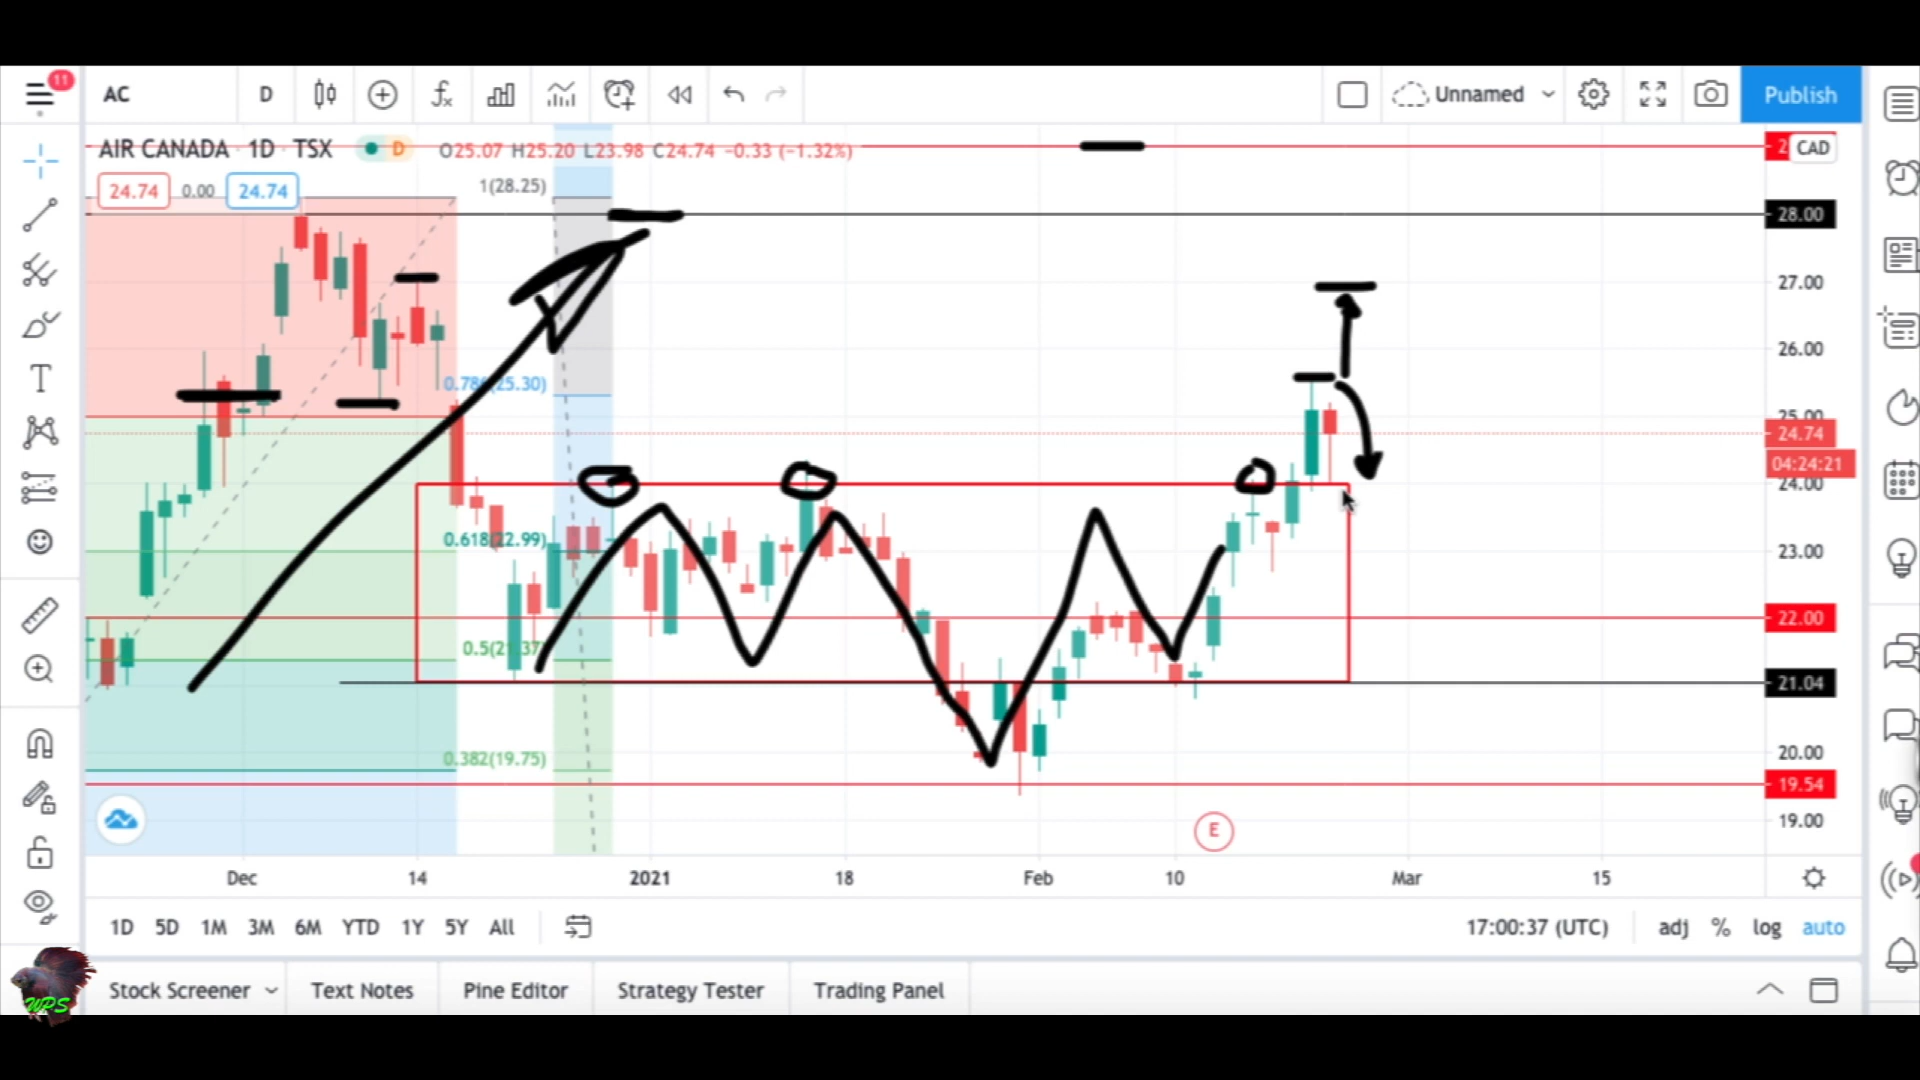 11
AC D Unnamed Publish
AIR CANADA 1D TSX D O25.07 H25.20 L23.98 C24.74 −0.33 (−1.32%)
CAD
24.74 0.00 24.74
1(28.25)
28.00
27.00
26.00
0.786(25.30)
25.00
24.74
04:24:21
24.00
0.618(22.99)
23.00
22.00
0.5(21.37)
21.04
0.382(19.75)
20.00
19.54
19.00
E
Dec 14 2021 18 Feb 10 Mar 15
1D 5D 1M 3M 6M YTD 1Y 5Y All 17:00:37 (UTC) adj % log auto
Stock Screener Text Notes Pine Editor Strategy Tester Trading Panel
WPS